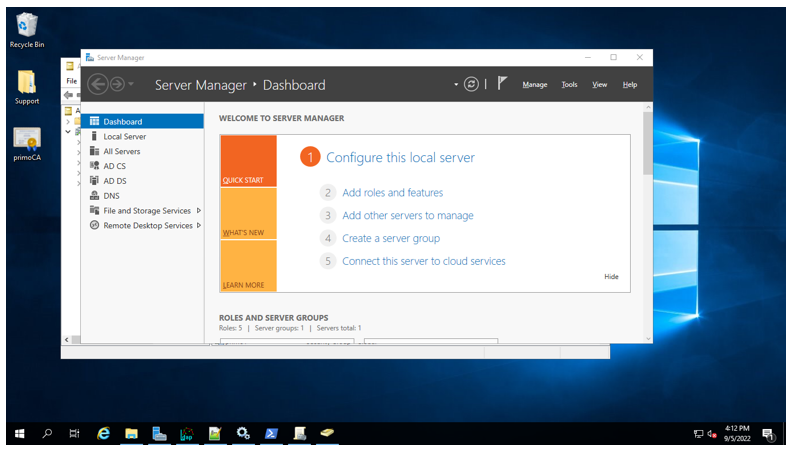 Recycle Bin
Support
primoCA
File
Server Manager
Server Manager ‣ Dashboard
Manage
Tools
View
Help
Dashboard
Local Server
All Servers
AD CS
AD DS
DNS
File and Storage Services
Remote Desktop Services
WELCOME TO SERVER MANAGER
QUICK START
WHAT'S NEW
LEARN MORE
1 Configure this local server
2 Add roles and features
3 Add other servers to manage
4 Create a server group
5 Connect this server to cloud services
Hide
ROLES AND SERVER GROUPS
Roles: 5 | Server groups: 1 | Servers total: 1
4:12 PM
9/5/2022
1